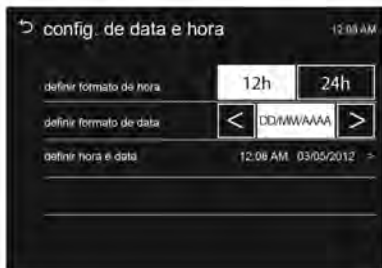 config. de data e hora 12:08 AM
definir formato de hora 12h 24h
definir formato de data < DD/MM/AAAA >
definir hora e data 12:06 AM 03/05/2012 >